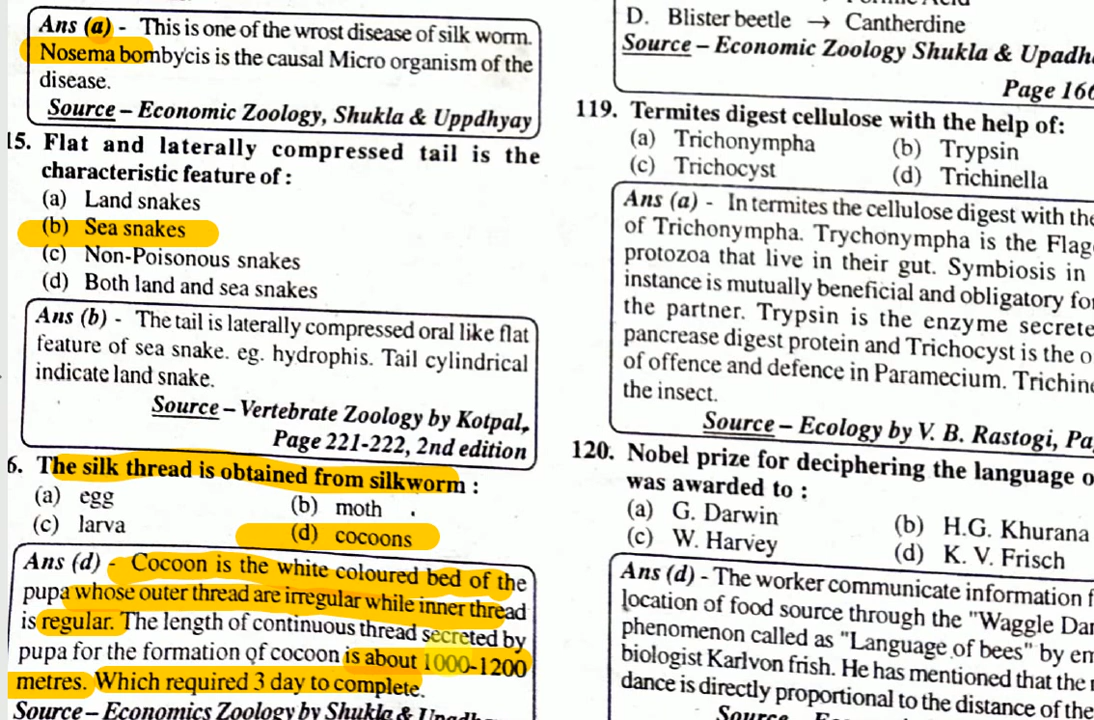 Ans (a) - This is one of the wrost disease of silk worm.
Nosema bombycis is the causal Micro organism of the
disease.
Source – Economic Zoology, Shukla & Uppdhyay
15. Flat and laterally compressed tail is the
characteristic feature of :
(a) Land snakes
(b) Sea snakes
(c) Non-Poisonous snakes
(d) Both land and sea snakes
Ans (b) - The tail is laterally compressed oral like flat
feature of sea snake. eg. hydrophis. Tail cylindrical
indicate land snake.
Source – Vertebrate Zoology by Kotpal,
Page 221-222, 2nd edition
6. The silk thread is obtained from silkworm :
(a) egg (b) moth
(c) larva (d) cocoons
Ans (d) - Cocoon is the white coloured bed of the
pupa whose outer thread are irregular while inner thread
is regular. The length of continuous thread secreted by
pupa for the formation of cocoon is about 1000-1200
metres. Which required 3 day to complete.
Source – Economics Zoology by Shukla &
D. Blister beetle → Cantherdine
Source – Economic Zoology Shukla & Upadh
Page 166
119. Termites digest cellulose with the help of:
(a) Trichonympha (b) Trypsin
(c) Trichocyst (d) Trichinella
Ans (a) - In termites the cellulose digest with the
of Trichonympha. Trychonympha is the Flag
protozoa that live in their gut. Symbiosis in
instance is mutually beneficial and obligatory for
the partner. Trypsin is the enzyme secrete
pancrease digest protein and Trichocyst is the o
of offence and defence in Paramecium. Trichine
the insect.
Source – Ecology by V. B. Rastogi, Pa
120. Nobel prize for deciphering the language o
was awarded to :
(a) G. Darwin (b) H.G. Khurana
(c) W. Harvey (d) K. V. Frisch
Ans (d) - The worker communicate information f
location of food source through the "Waggle Dan
phenomenon called as "Language of bees" by em
biologist Karlvon frish. He has mentioned that the
dance is directly proportional to the distance of the
Source